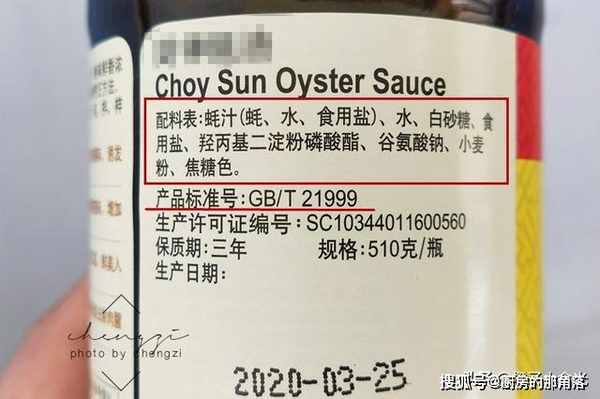 Choy Sun Oyster Sauce
配料表:蚝汁(蚝、水、食用盐)、水、白砂糖、食
用盐、羟丙基二淀粉磷酸酯、谷氨酸钠、小麦
粉、焦糖色。
产品标准号:GB/T 21999
生产许可证编号:SC10344011600560
保质期:三年 规格:510克/瓶
生产日期:
2020-03-25
chengzi
photo by chengzi
搜狐号@厨房的那角落